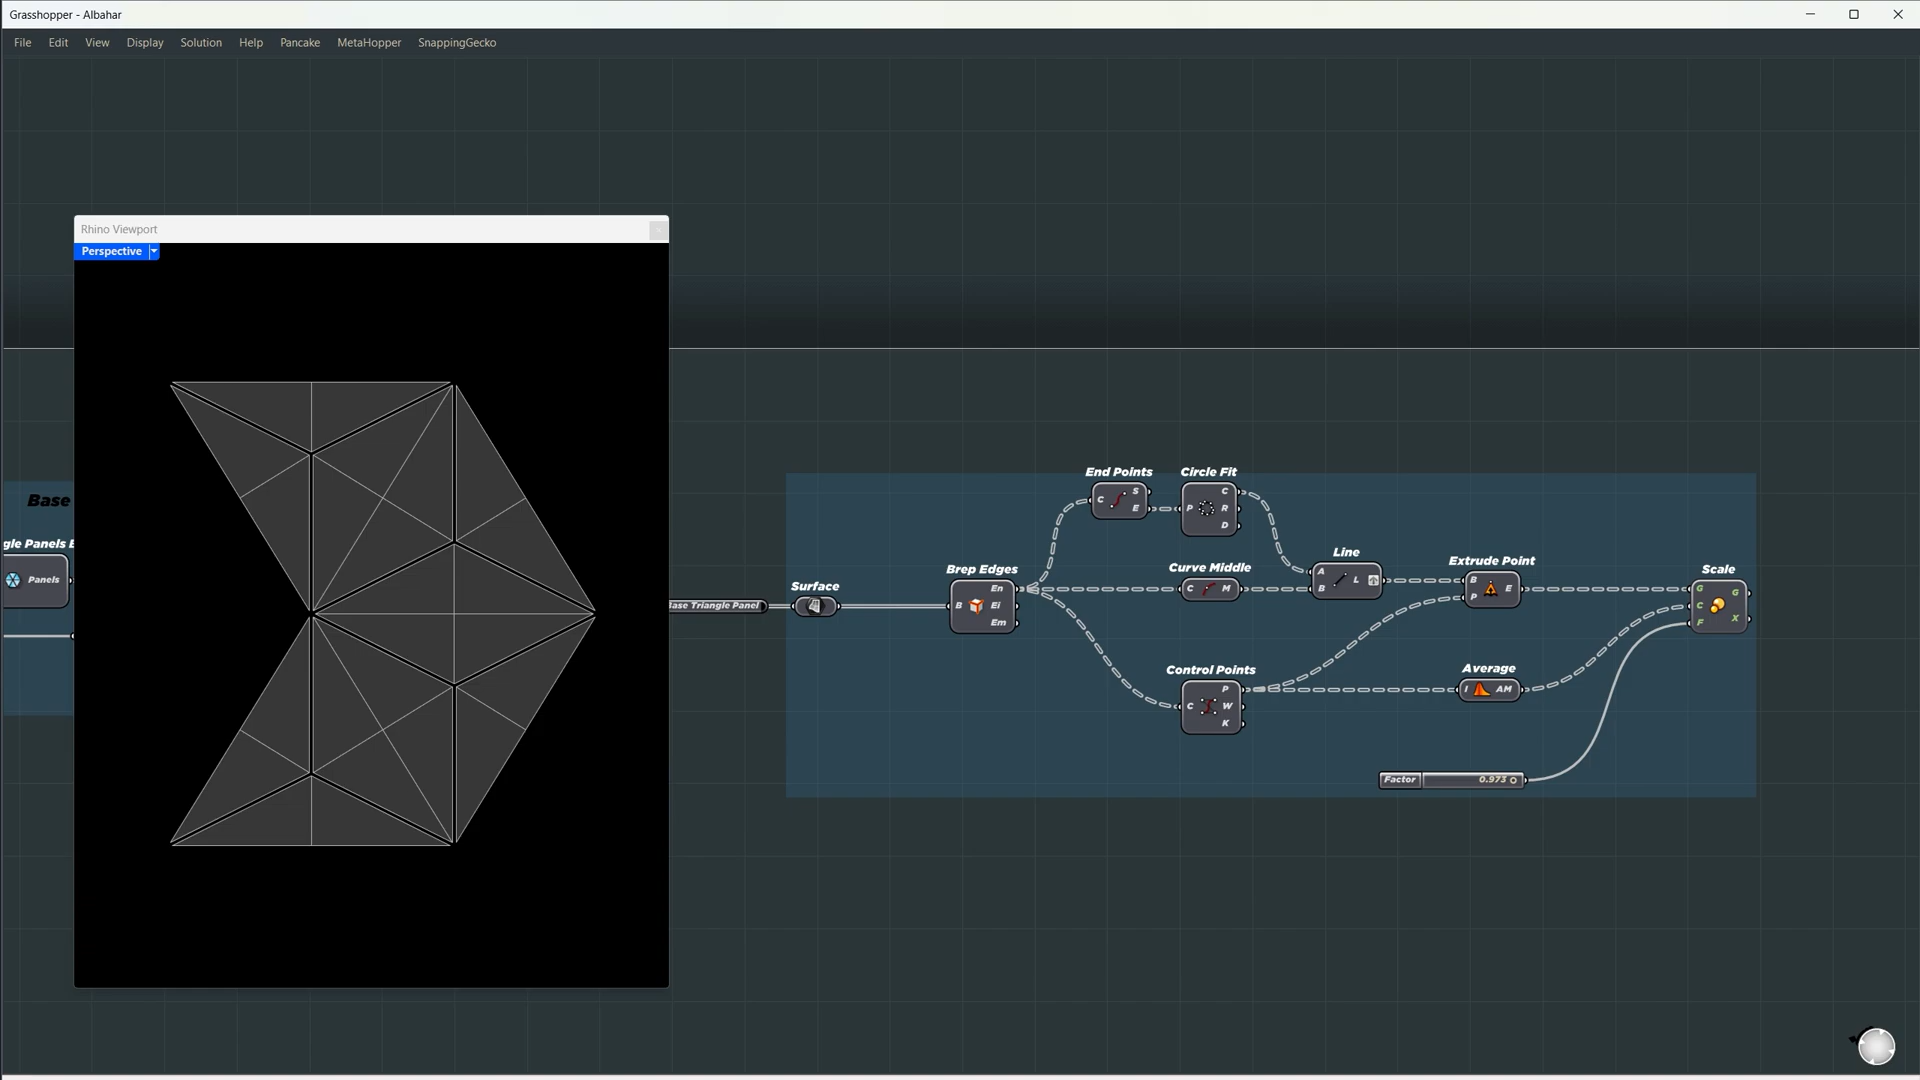 Grasshopper - Albahar
File Edit View Display Solution Help Pancake MetaHopper SnappingGecko
Rhino Viewport
Perspective
Base
gle Panels
Panels
Base Triangle Panel
Surface
Brep Edges
B
En
Ei
Em
End Points
C
S
E
Circle Fit
P
C
R
D
Curve Middle
C
M
Line
A
B
L
Extrude Point
B
P
E
Control Points
C
P
W
K
Average
I
AM
Factor 0.973
Scale
G
C
F
G
X